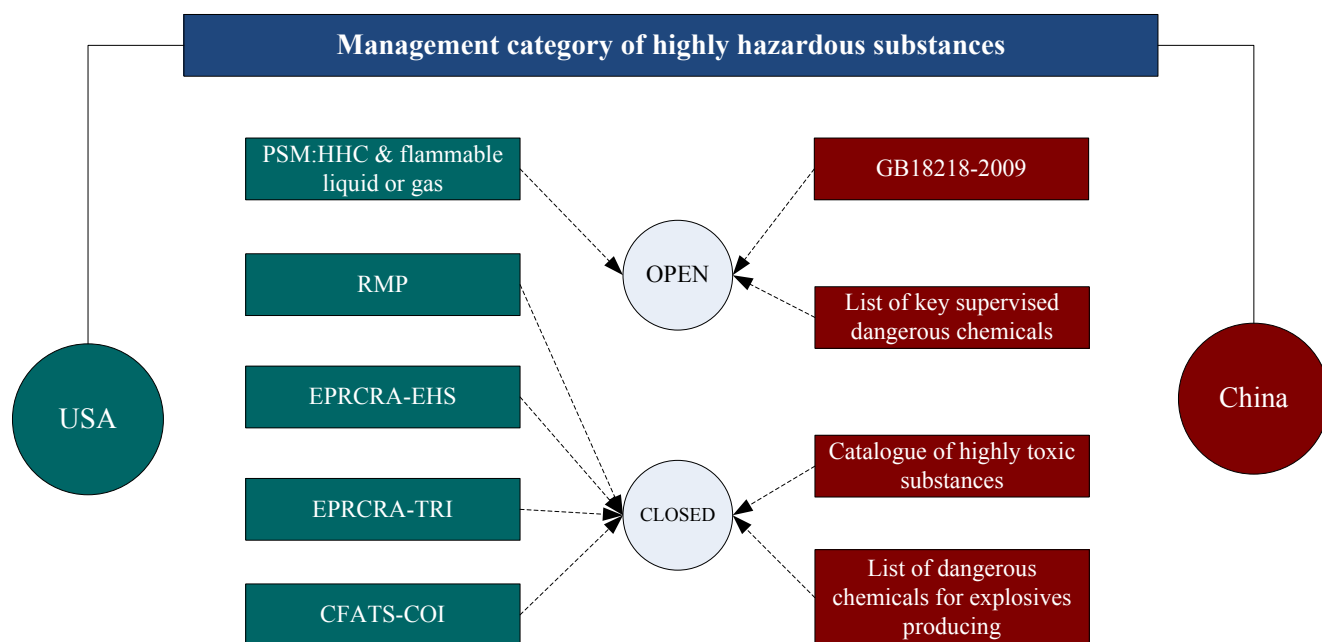 Management category of highly hazardous substances
PSM:HHC & flammable
liquid or gas
RMP
EPRCRA-EHS
EPRCRA-TRI
CFATS-COI
USA
OPEN
CLOSED
GB18218-2009
List of key supervised
dangerous chemicals
Catalogue of highly toxic
substances
List of dangerous
chemicals for explosives
producing
China